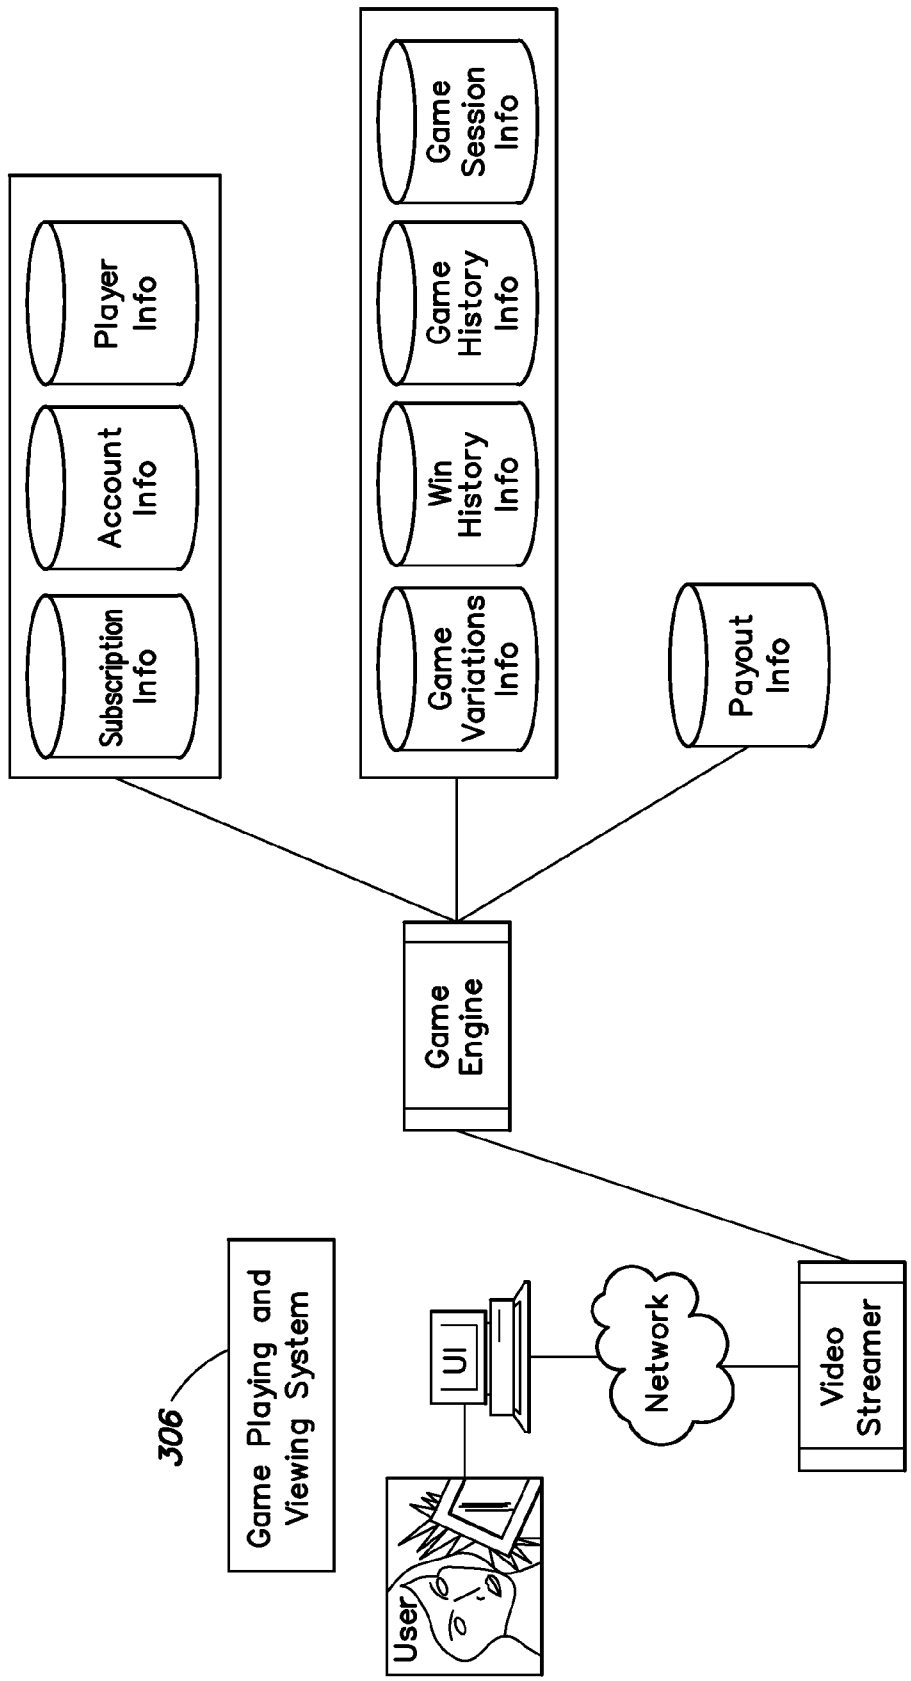 306
Game Playing and
Viewing System
User
UI
Network
Video
Streamer
Game
Engine
Subscription
Info
Account
Info
Player
Info
Game
Variations
Info
Win
History
Info
Game
History
Info
Game
Session
Info
Payout
Info